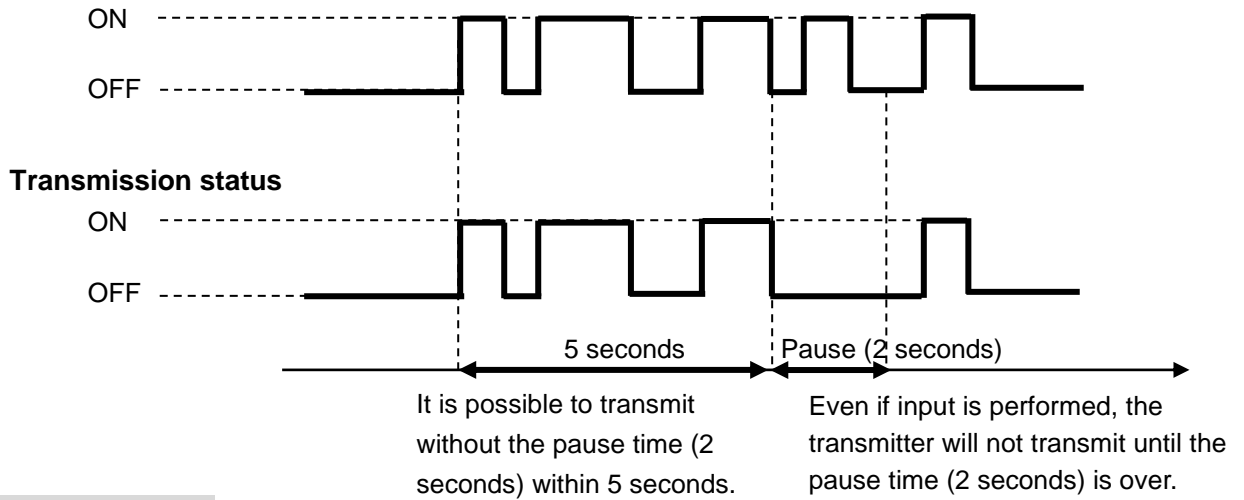 ON
OFF
Transmission status
ON
OFF
5 seconds Pause (2 seconds)
It is possible to transmit
without the pause time (2
seconds) within 5 seconds.
Even if input is performed, the
transmitter will not transmit until the
pause time (2 seconds) is over.